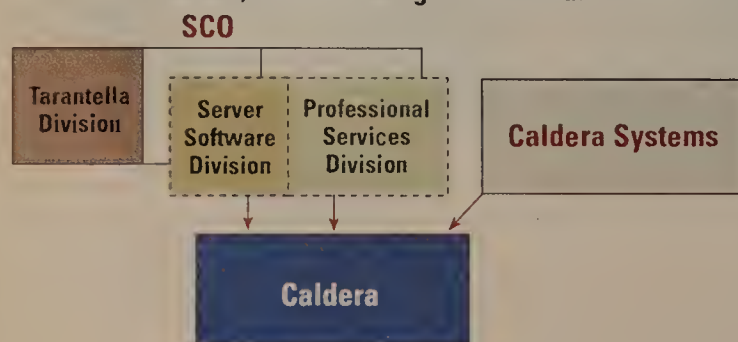 SCO
Tarantella
Division
Server
Software
Division
Professional
Services
Division
Caldera Systems
Caldera